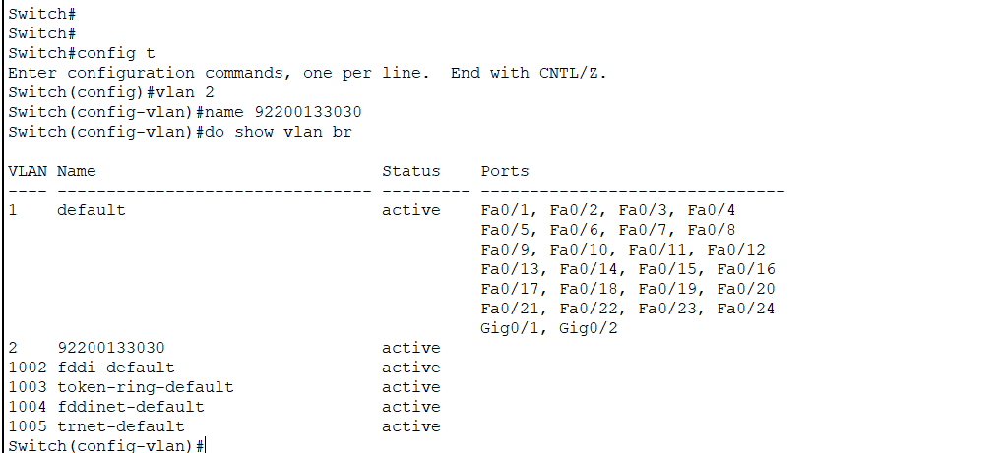 Switch#
Switch#
Switch#config t
Enter configuration commands, one per line.  End with CNTL/Z.
Switch(config)#vlan 2
Switch(config-vlan)#name 92200133030
Switch(config-vlan)#do show vlan br

VLAN Name                             Status    Ports
---- -------------------------------- --------- -------------------------------
1    default                          active    Fa0/1, Fa0/2, Fa0/3, Fa0/4
                                                Fa0/5, Fa0/6, Fa0/7, Fa0/8
                                                Fa0/9, Fa0/10, Fa0/11, Fa0/12
                                                Fa0/13, Fa0/14, Fa0/15, Fa0/16
                                                Fa0/17, Fa0/18, Fa0/19, Fa0/20
                                                Fa0/21, Fa0/22, Fa0/23, Fa0/24
                                                Gig0/1, Gig0/2
2    92200133030                      active
1002 fddi-default                     active
1003 token-ring-default               active
1004 fddinet-default                  active
1005 trnet-default                    active
Switch(config-vlan)#